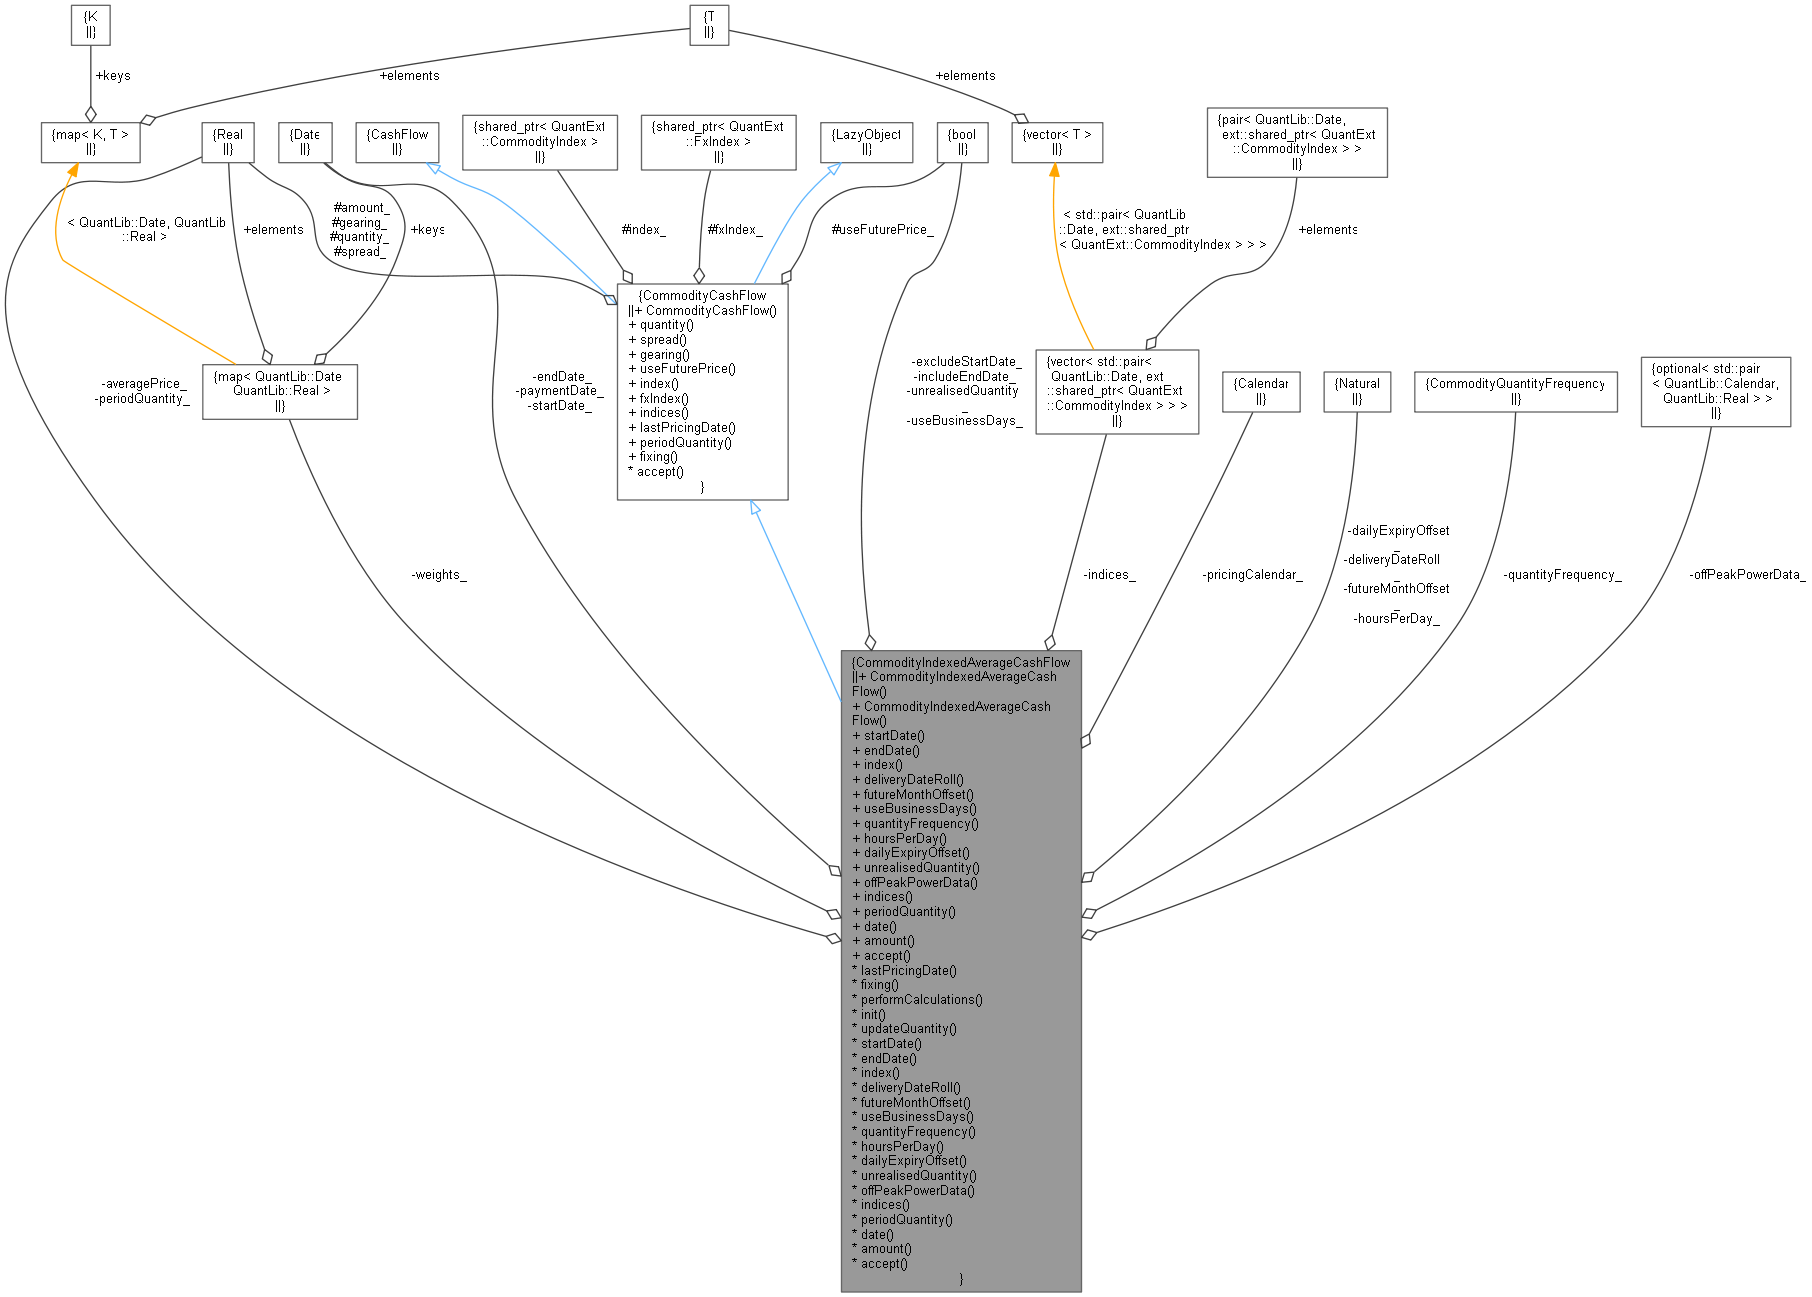 {K
||}
{T
||}
+keys
+elements
+elements
{map< K, T >
||}
{Real
||}
{Date
||}
{CashFlow
||}
{shared_ptr< QuantExt
::CommodityIndex >
||}
{shared_ptr< QuantExt
::FxIndex >
||}
{LazyObject
||}
{bool
||}
{vector< T >
||}
{pair< QuantLib::Date,
ext::shared_ptr< QuantExt
::CommodityIndex > >
||}
< QuantLib::Date, QuantLib
::Real >
+elements
#amount_
#gearing_
#quantity_
#spread_
+keys
#index_
#fxIndex_
#useFuturePrice_
< std::pair< QuantLib
::Date, ext::shared_ptr
< QuantExt::CommodityIndex > > >
+elements
{CommodityCashFlow
||+ CommodityCashFlow()
+ quantity()
+ spread()
+ gearing()
+ useFuturePrice()
+ index()
+ fxIndex()
+ indices()
+ lastPricingDate()
+ periodQuantity()
+ fixing()
* accept()
}
-averagePrice_
-periodQuantity_
{map< QuantLib::Date
QuantLib::Real >
||}
-endDate_
-paymentDate_
-startDate_
-excludeStartDate_
-includeEndDate_
-unrealisedQuantity
_
-useBusinessDays_
{vector< std::pair<
QuantLib::Date, ext
::shared_ptr< QuantExt
::CommodityIndex > > >
||}
{Calendar
||}
{Natural
||}
{CommodityQuantityFrequency
||}
{optional< std::pair
< QuantLib::Calendar,
QuantLib::Real > >
||}
-weights_
-indices_
-pricingCalendar_
-dailyExpiryOffset
_
-deliveryDateRoll
_
-futureMonthOffset
_
-hoursPerDay_
-quantityFrequency_
-offPeakPowerData_
{CommodityIndexedAverageCashFlow
||+ CommodityIndexedAverageCash
Flow()
+ CommodityIndexedAverageCash
Flow()
+ startDate()
+ endDate()
+ index()
+ deliveryDateRoll()
+ futureMonthOffset()
+ useBusinessDays()
+ quantityFrequency()
+ hoursPerDay()
+ dailyExpiryOffset()
+ unrealisedQuantity()
+ offPeakPowerData()
+ indices()
+ periodQuantity()
+ date()
+ amount()
+ accept()
* lastPricingDate()
* fixing()
* performCalculations()
* init()
* updateQuantity()
* startDate()
* endDate()
* index()
* deliveryDateRoll()
* futureMonthOffset()
* useBusinessDays()
* quantityFrequency()
* hoursPerDay()
* dailyExpiryOffset()
* unrealisedQuantity()
* offPeakPowerData()
* indices()
* periodQuantity()
* date()
* amount()
* accept()
}